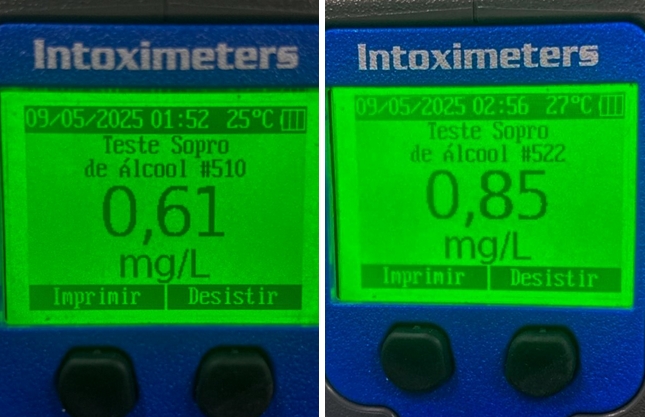 Intoximeters
09/05/2025 01:52 25°C
Teste Sopro
de Álcool #510
0,61
mg/L
Imprimir Desistir
Intoximeters
09/05/2025 02:56 27°C
Teste Sopro
de Álcool #522
0,85
mg/L
Imprimir Desistir